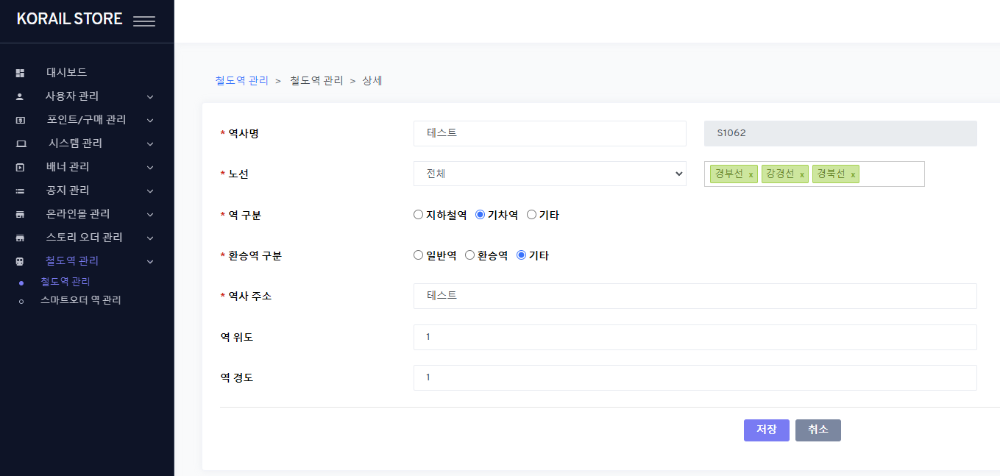 KORAIL STORE
대시보드
사용자 관리
포인트/구매 관리
시스템 관리
배너 관리
공지 관리
온라인몰 관리
스토리 오더 관리
철도역 관리
철도역 관리
스마트오더 역 관리
철도역 관리 > 철도역 관리 > 상세
* 역사명 테스트 S1062
* 노선 전체 경부선 x 강경선 x 경북선 x
* 역 구분 지하철역 기차역 기타
* 환승역 구분 일반역 환승역 기타
* 역사 주소 테스트
역 위도 1
역 경도 1
저장 취소